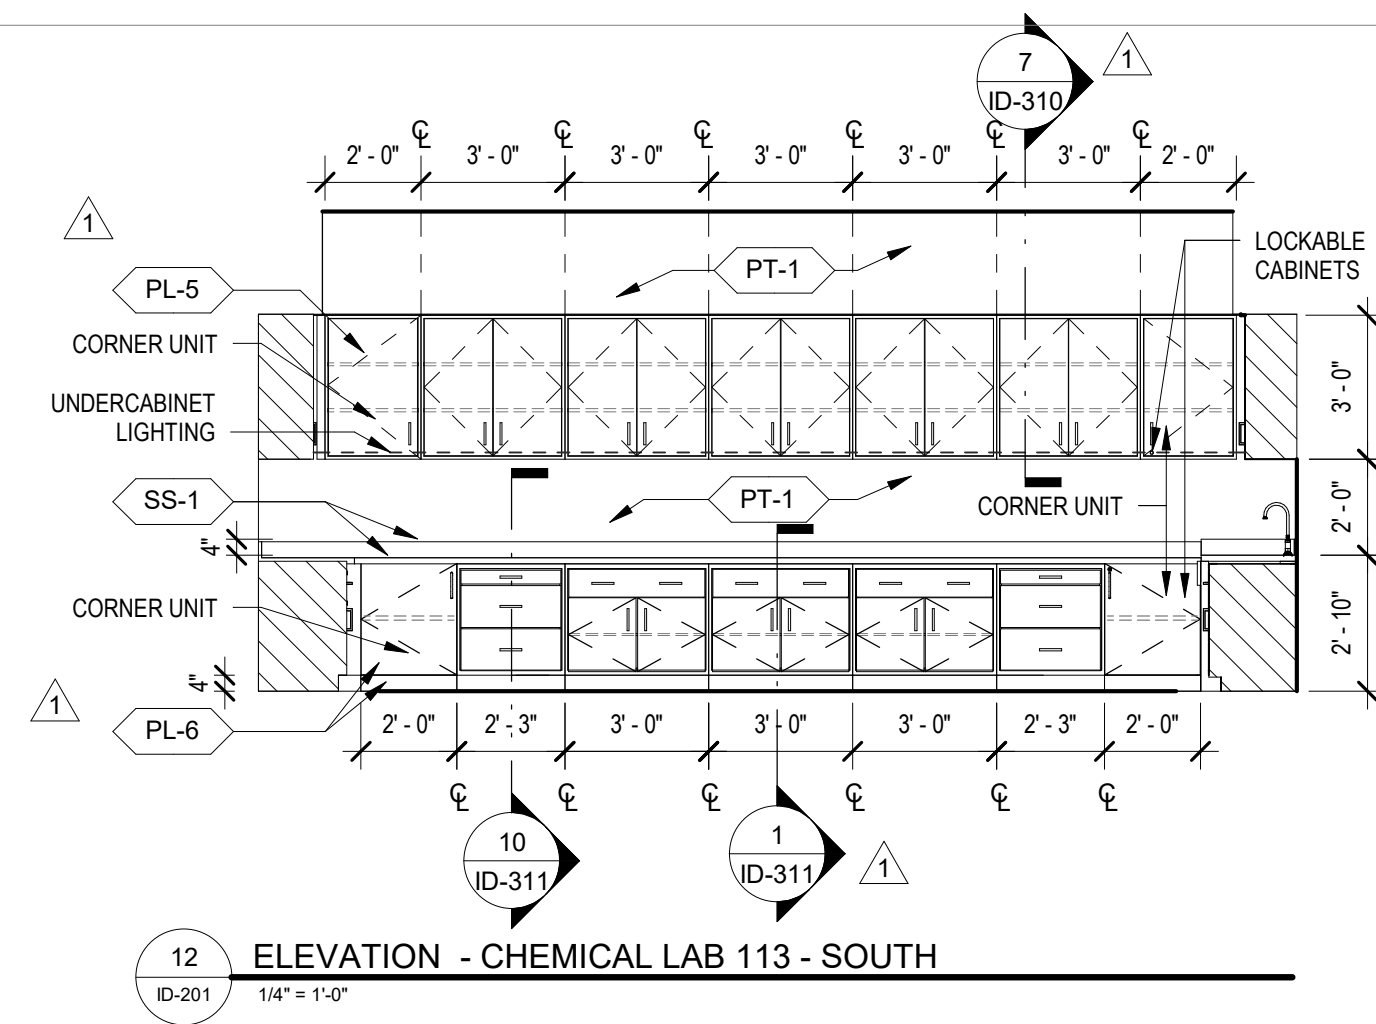 7
ID-310
1
℄ ℄ ℄ ℄ ℄ ℄
2' - 0" 3' - 0" 3' - 0" 3' - 0" 3' - 0" 3' - 0" 2' - 0"
1
PT-1
LOCKABLE
CABINETS
PL-5
CORNER UNIT
UNDERCABINET
LIGHTING
3' - 0"
SS-1
PT-1
CORNER UNIT
2' - 0"
4"
CORNER UNIT
2' - 10"
4"
1
PL-6
2' - 0" 2' - 3" 3' - 0" 3' - 0" 3' - 0" 2' - 3" 2' - 0"
℄ ℄ ℄ ℄ ℄ ℄
10
ID-311
1
ID-311
1
12
ID-201
ELEVATION - CHEMICAL LAB 113 - SOUTH
1/4" = 1'-0"